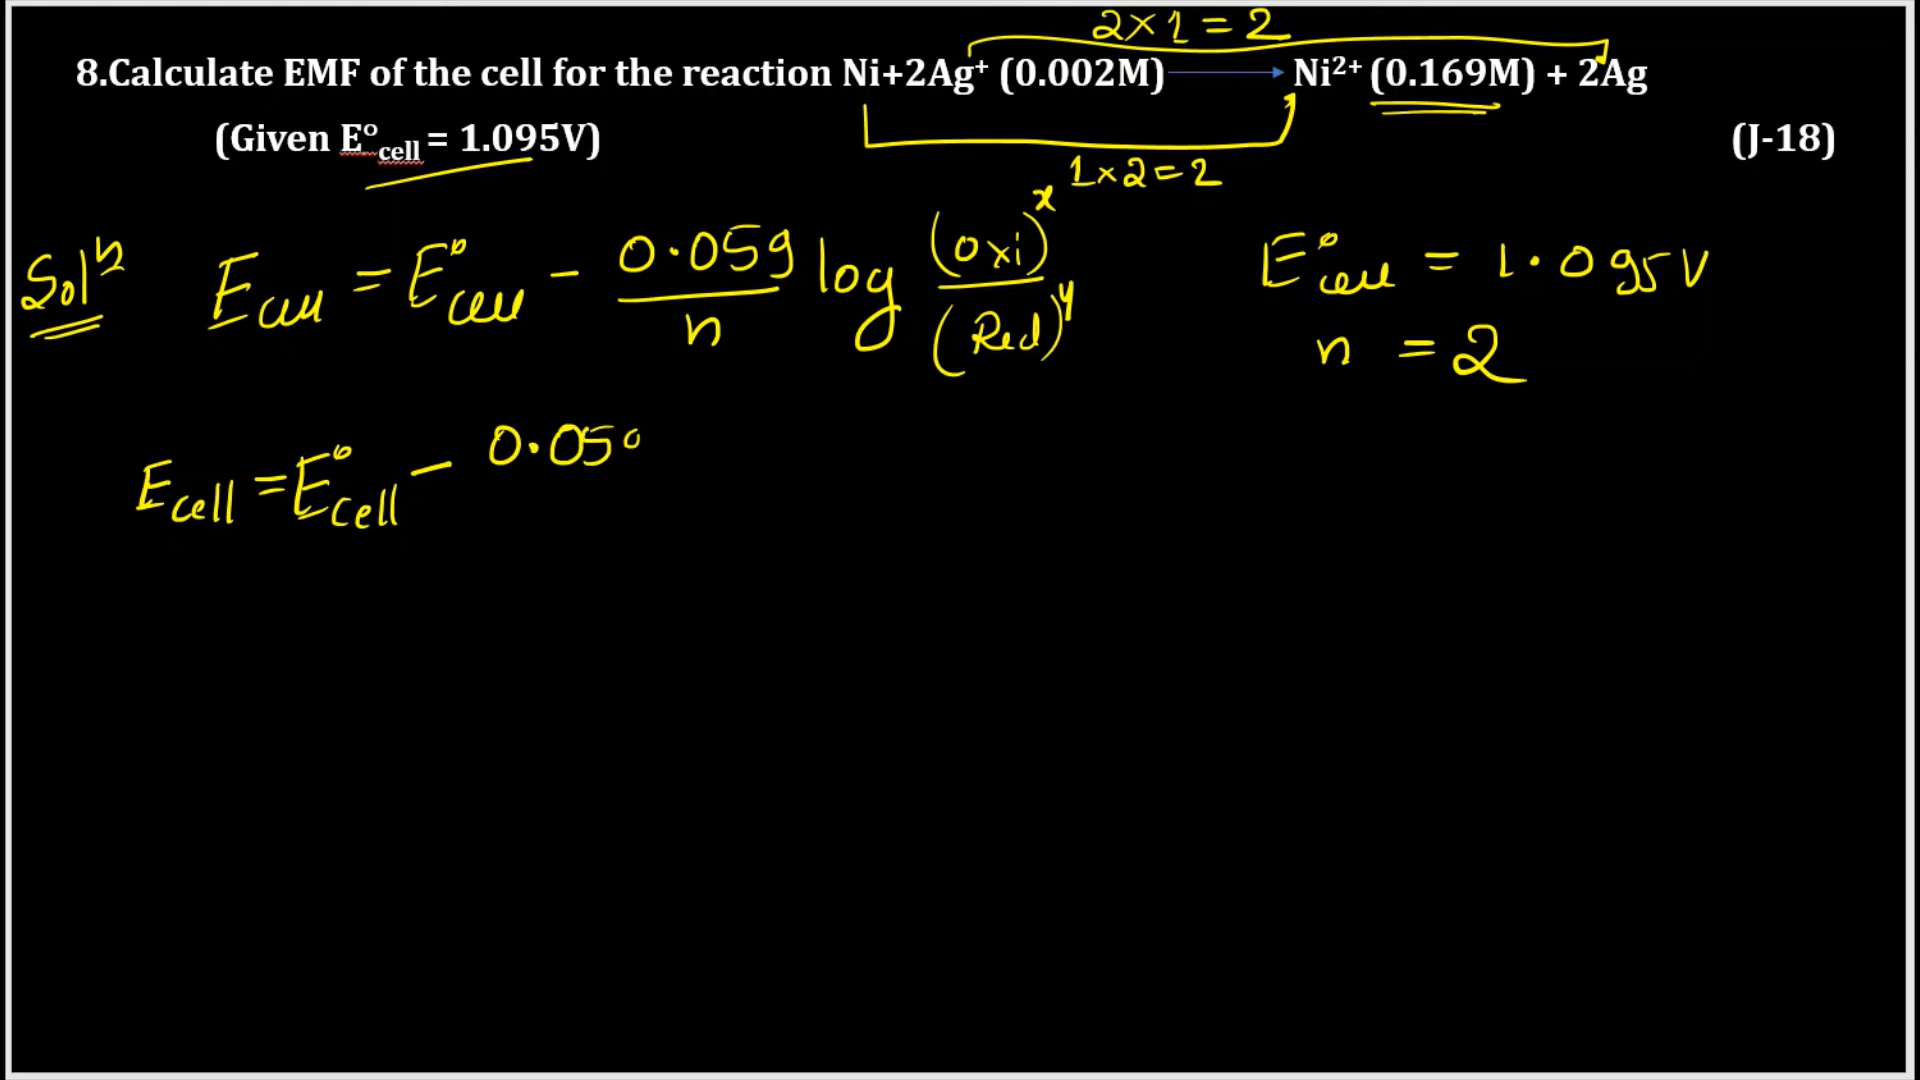 2×1=2
8.Calculate EMF of the cell for the reaction Ni+2Ag⁺ (0.002M) → Ni²⁺ (0.169M) + 2Ag
(Given E°cell = 1.095V) (J-18)
1×2=2
Solⁿ Ecell = E°cell - 0.059/n log (Oxi)ˣ/(Red)ʸ
E°cell = 1.095V
n = 2
Ecell = E°cell - 0.05